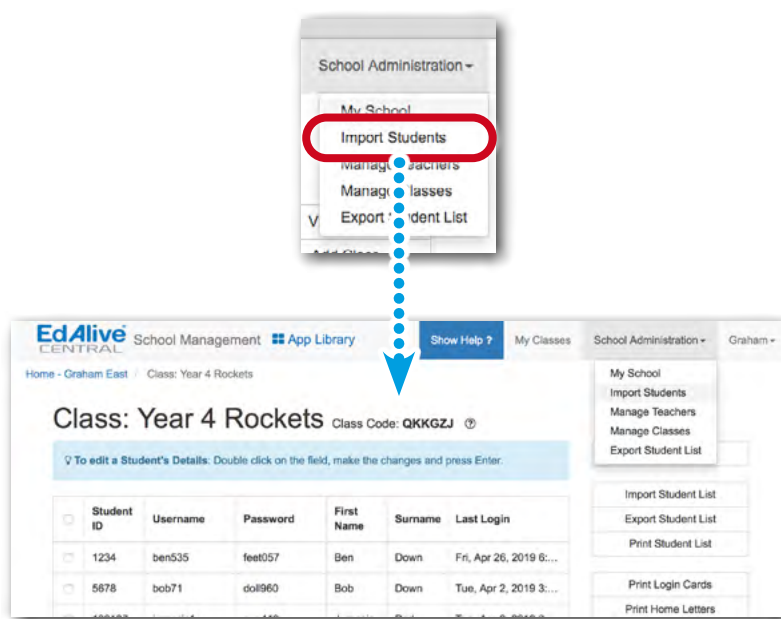 School Administration
My School
Import Students
Manage Teachers
Manage Classes
Export Student List
Add Class
EdAlive CENTRAL School Management App Library Show Help ? My Classes School Administration Graham
Home - Graham East / Class: Year 4 Rockets
My School
Import Students
Manage Teachers
Manage Classes
Export Student List
Class: Year 4 Rockets Class Code: QKKGZJ
To edit a Student's Details: Double click on the field, make the changes and press Enter.
Import Student List
Export Student List
Print Student List
Print Login Cards
Print Home Letters
Student ID Username Password First Name Surname Last Login
1234 ben535 feet057 Ben Down Fri, Apr 26, 2019 6:...
5678 bob71 doll960 Bob Down Tue, Apr 2, 2019 3:...